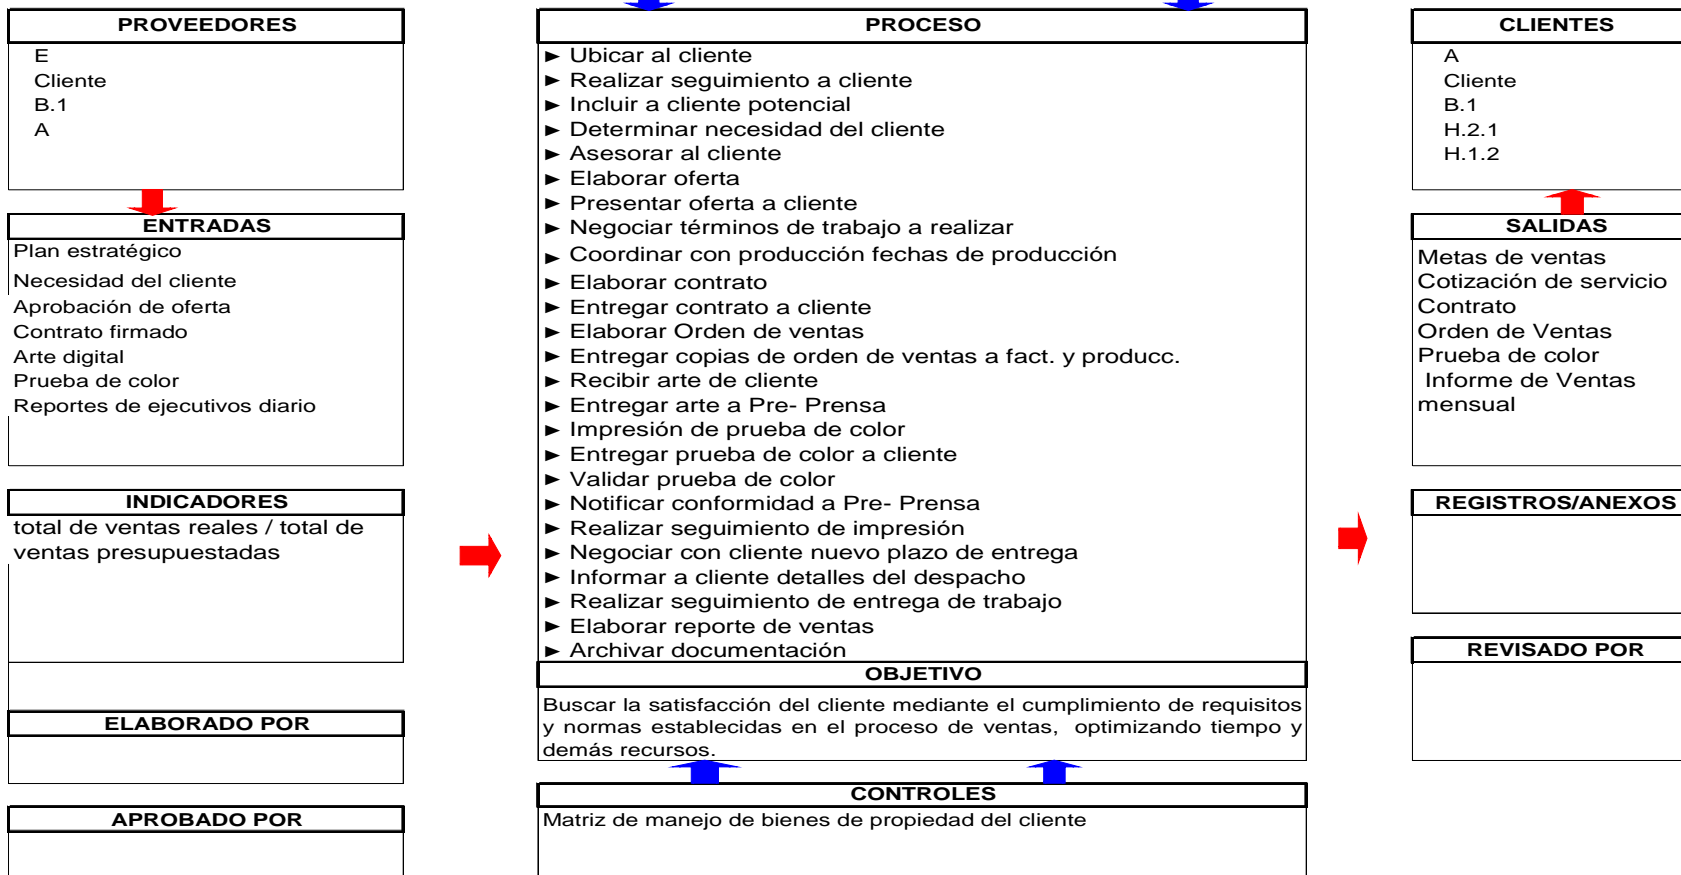 PROVEEDORES
E
Cliente
B.1
A
ENTRADAS
Plan estratégico
Necesidad del cliente
Aprobación de oferta
Contrato firmado
Arte digital
Prueba de color
Reportes de ejecutivos diario
INDICADORES
total de ventas reales / total de
ventas presupuestadas
ELABORADO POR
APROBADO POR
PROCESO
► Ubicar al cliente
► Realizar seguimiento a cliente
► Incluir a cliente potencial
► Determinar necesidad del cliente
► Asesorar al cliente
► Elaborar oferta
► Presentar oferta a cliente
► Negociar términos de trabajo a realizar
► Coordinar con producción fechas de producción
► Elaborar contrato
► Entregar contrato a cliente
► Elaborar Orden de ventas
► Entregar copias de orden de ventas a fact. y producc.
► Recibir arte de cliente
► Entregar arte a Pre- Prensa
► Impresión de prueba de color
► Entregar prueba de color a cliente
► Validar prueba de color
► Notificar conformidad a Pre- Prensa
► Realizar seguimiento de impresión
► Negociar con cliente nuevo plazo de entrega
► Informar a cliente detalles del despacho
► Realizar seguimiento de entrega de trabajo
► Elaborar reporte de ventas
► Archivar documentación
OBJETIVO
Buscar la satisfacción del cliente mediante el cumplimiento de requisitos
y normas establecidas en el proceso de ventas, optimizando tiempo y
demás recursos.
CONTROLES
Matriz de manejo de bienes de propiedad del cliente
CLIENTES
A
Cliente
B.1
H.2.1
H.1.2
SALIDAS
Metas de ventas
Cotización de servicio
Contrato
Orden de Ventas
Prueba de color
Informe de Ventas
mensual
REGISTROS/ANEXOS
REVISADO POR